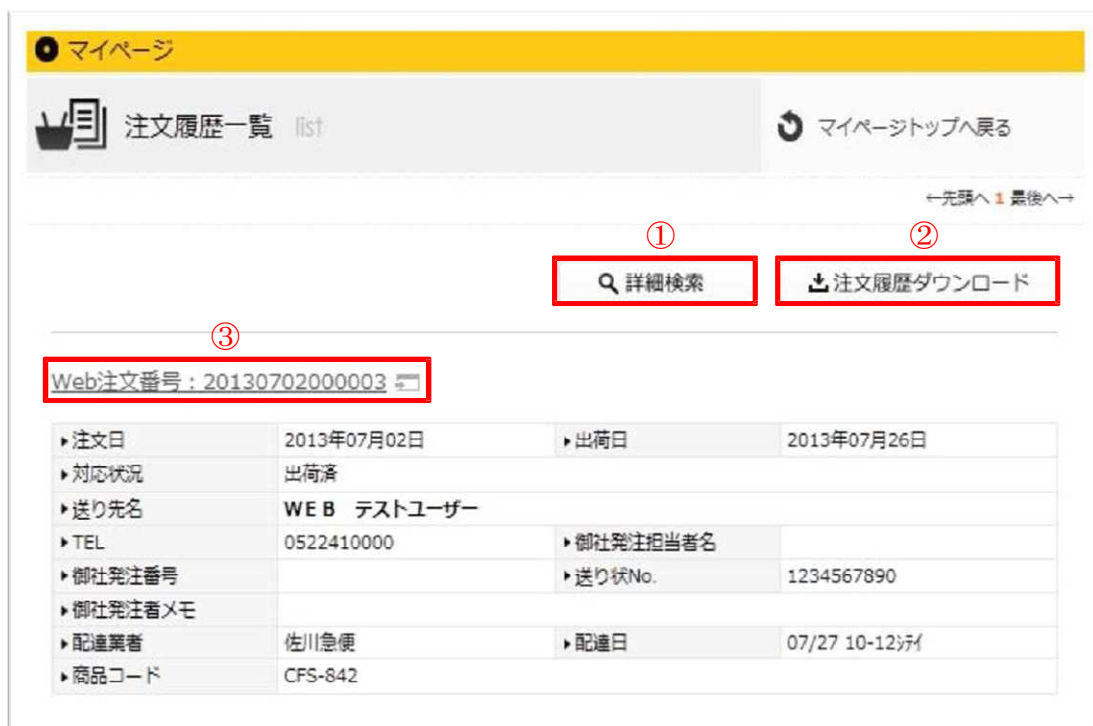 マイページ
注文履歴一覧 list
マイページトップへ戻る
←先頭へ 1 最後へ→
① ②
詳細検索 注文履歴ダウンロード
③
Web注文番号：20130702000003
▸注文日 2013年07月02日 ▸出荷日 2013年07月26日
▸対応状況 出荷済
▸送り先名 ＷＥＢ　テストユーザー
▸TEL 0522410000 ▸御社発注担当者名
▸御社発注番号 ▸送り状No. 1234567890
▸御社発注者メモ
▸配達業者 佐川急便 ▸配達日 07/27 10-12ｼﾃｲ
▸商品コード CFS-842